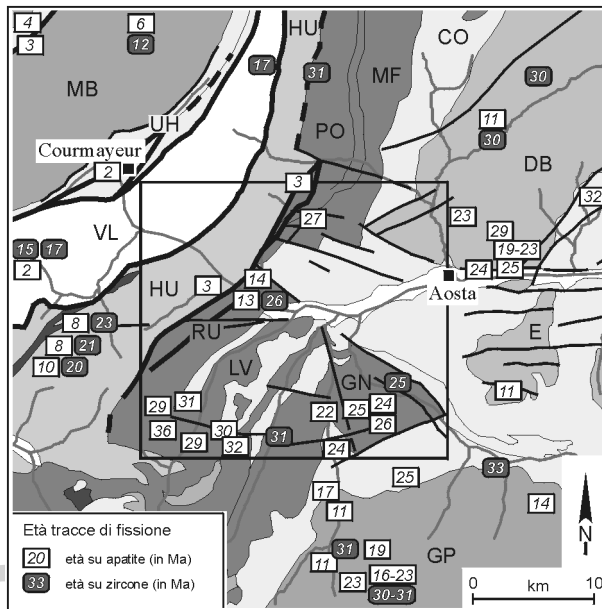 4 6 HU CO
3 12 17 31 MF 30
MB
11
UH PO 30
Courmayeur DB
2 3
32
27 23 29
VL 19-23
15 17 24 25
2 14 Aosta
HU 3 13 26
8 23 RU E
8 21 LV GN
10 20 25 11
29 31 22 25 24
36 30 26
29 32 31 24
33
25
17 14
11
Età tracce di fissione
20 età su apatite (in Ma)
33 età su zircone (in Ma)
31 19 GP
11 16-23
23 30-31
N
0 km 10